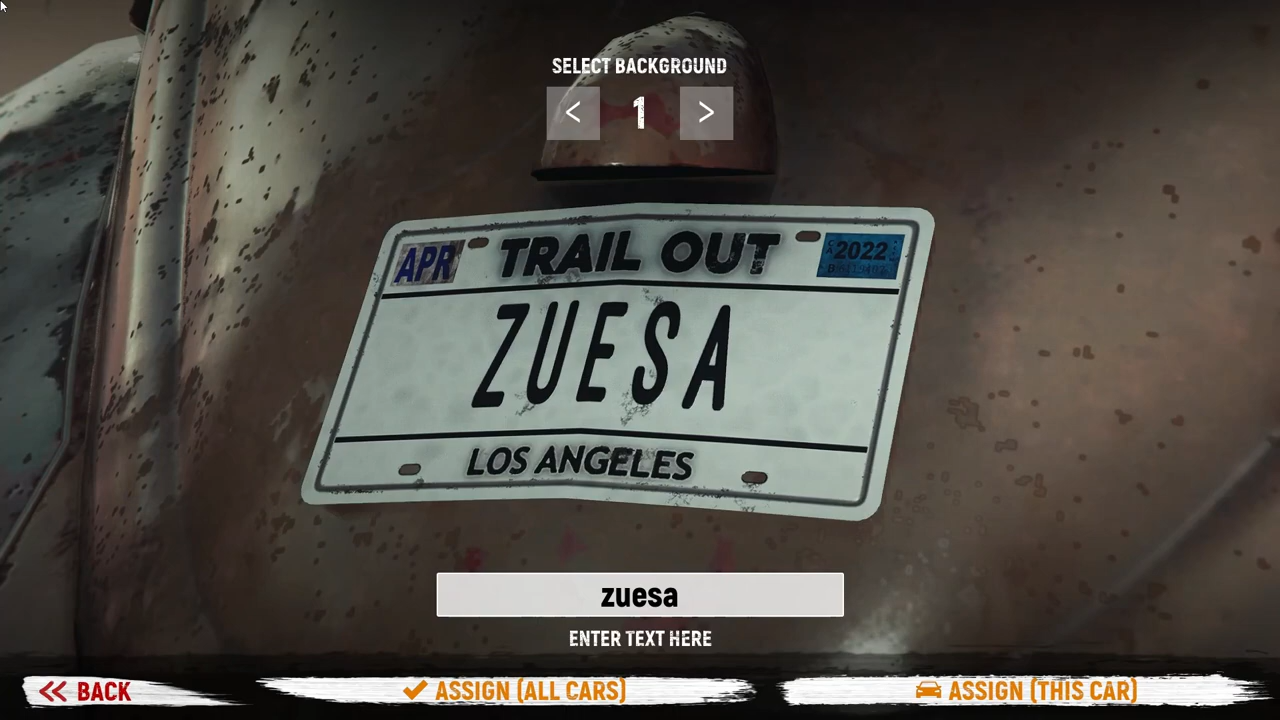 SELECT BACKGROUND
< 1 >
APR TRAIL OUT 2022
ZUESA
LOS ANGELES
zuesa
ENTER TEXT HERE
BACK ASSIGN (ALL CARS) ASSIGN (THIS CAR)